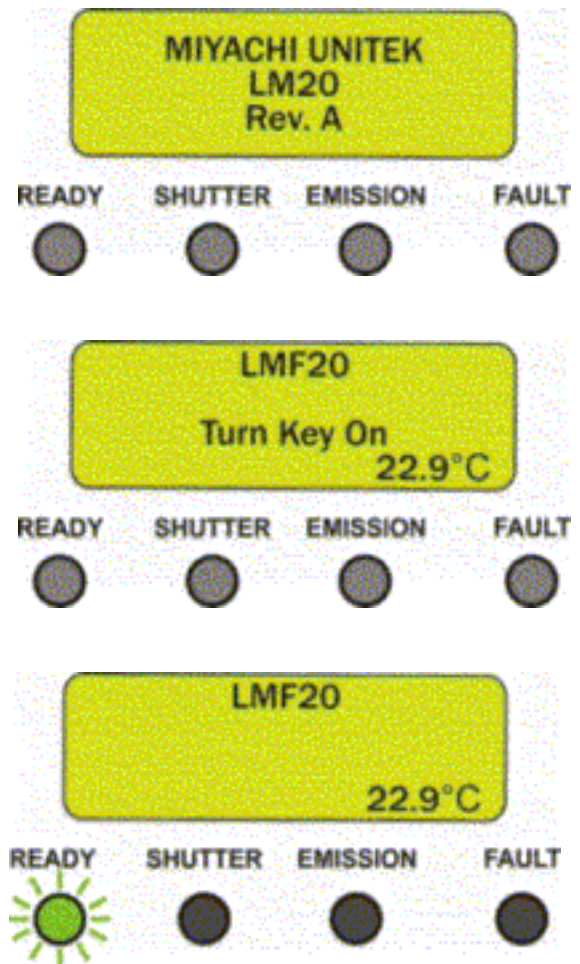 MIYACHI UNITEK
LM20
Rev. A
READY SHUTTER EMISSION FAULT
LMF20
Turn Key On
22.9°C
READY SHUTTER EMISSION FAULT
LMF20
22.9°C
READY SHUTTER EMISSION FAULT